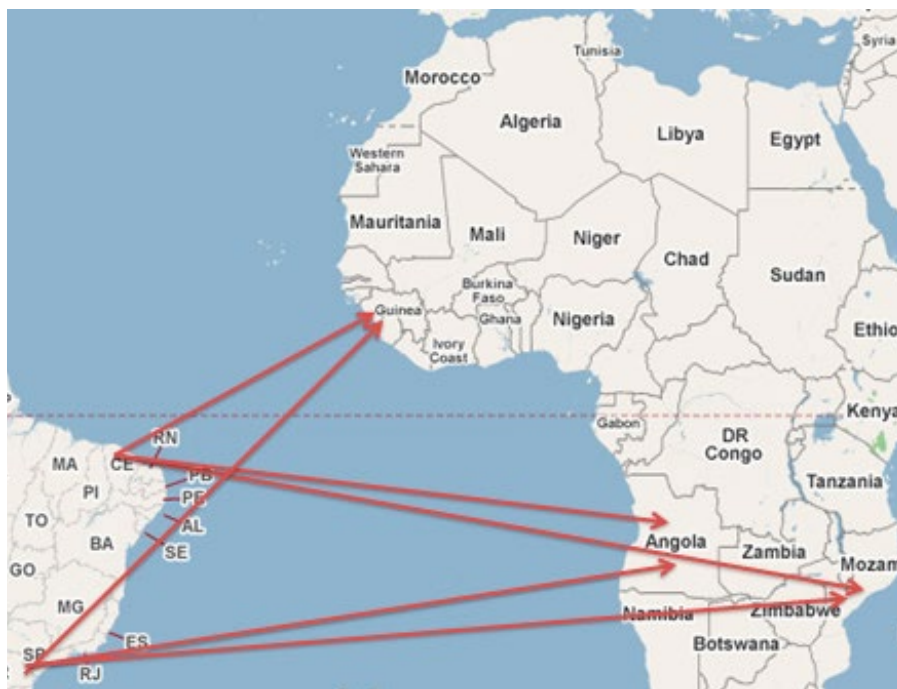 Tunisia
Syria
Morocco
Algeria
Libya
Egypt
Western
Sahara
Mauritania
Mali
Niger
Chad
Sudan
Burkina
Faso
Guinea
Ghana
Nigeria
Ethio
Ivory
Coast
Gabon
Kenya
DR
Congo
Tanzania
RN
MA
CE
PI
PB
PE
TO
AL
BA
SE
GO
Angola
Zambia
Mozam
MG
Namibia
Zimbabwe
ES
Botswana
SP
RJ